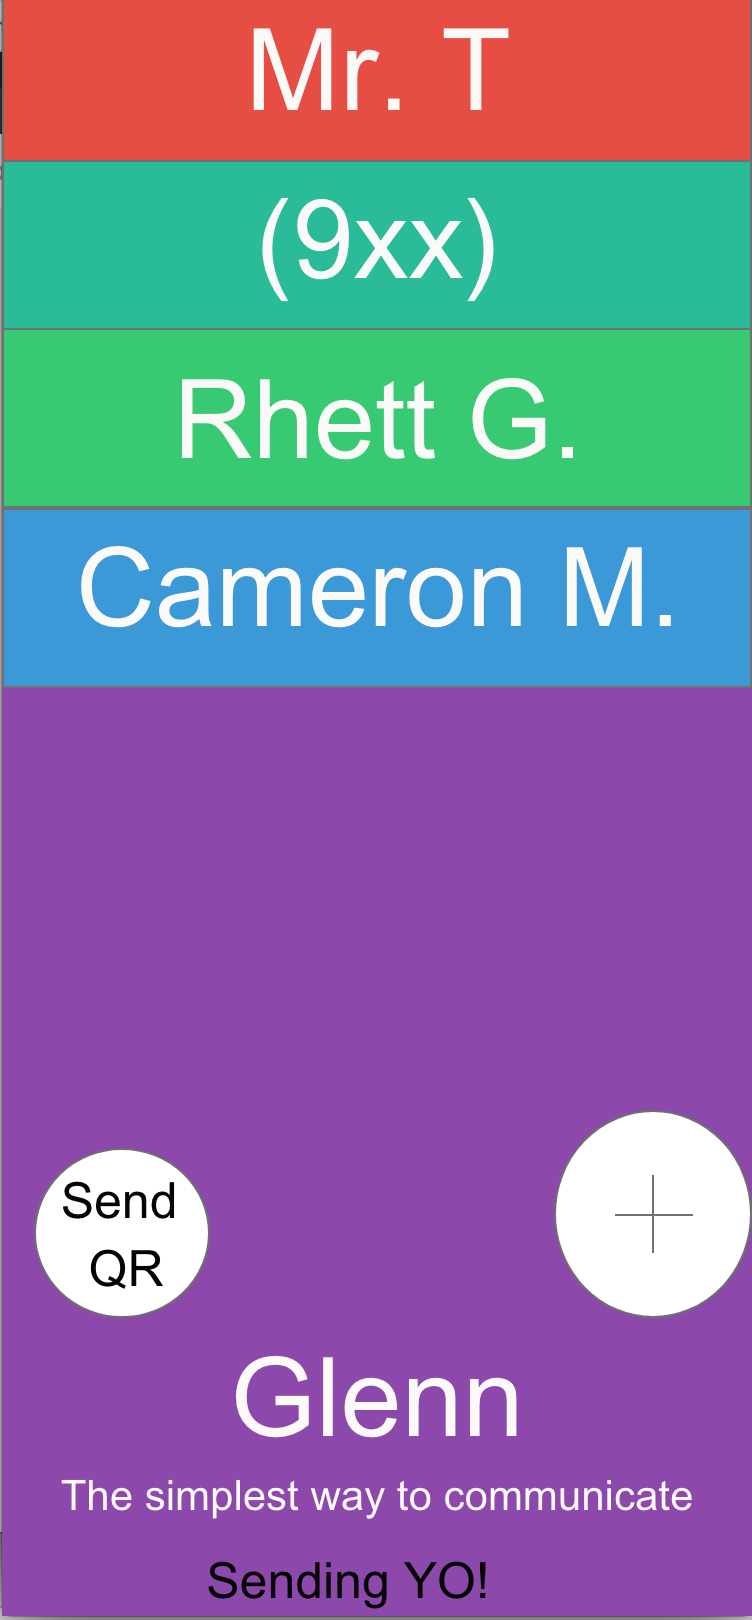 Mr. T
(9xx)
Rhett G.
Cameron M.
Send
QR
Glenn
The simplest way to communicate
Sending YO!